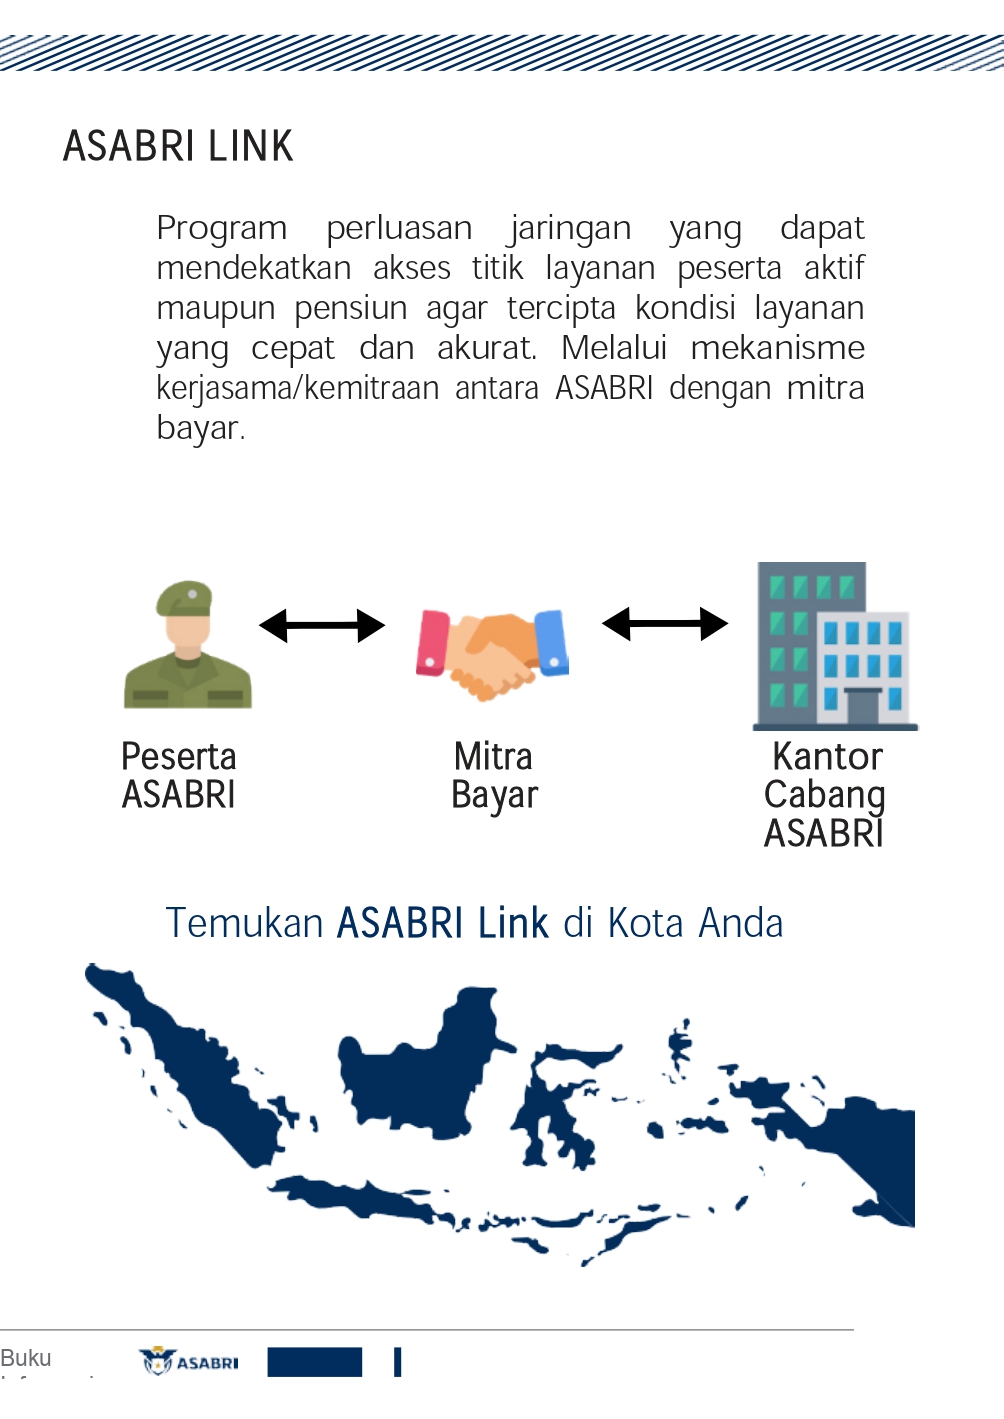 ASABRI LINK
Program perluasan jaringan yang dapat
mendekatkan akses titik layanan peserta aktif
maupun pensiun agar tercipta kondisi layanan
yang cepat dan akurat. Melalui mekanisme
kerjasama/kemitraan antara ASABRI dengan mitra
bayar.
Peserta
ASABRI
Mitra
Bayar
Kantor
Cabang
ASABRI
Temukan ASABRI Link di Kota Anda
Buku
ASABRI